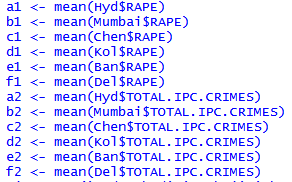 a1 <- mean(Hyd$RAPE)
b1 <- mean(Mumbai$RAPE)
c1 <- mean(Chen$RAPE)
d1 <- mean(Kol$RAPE)
e1 <- mean(Ban$RAPE)
f1 <- mean(Del$RAPE)
a2 <- mean(Hyd$TOTAL.IPC.CRIMES)
b2 <- mean(Mumbai$TOTAL.IPC.CRIMES)
c2 <- mean(Chen$TOTAL.IPC.CRIMES)
d2 <- mean(Kol$TOTAL.IPC.CRIMES)
e2 <- mean(Ban$TOTAL.IPC.CRIMES)
f2 <- mean(Del$TOTAL.IPC.CRIMES)